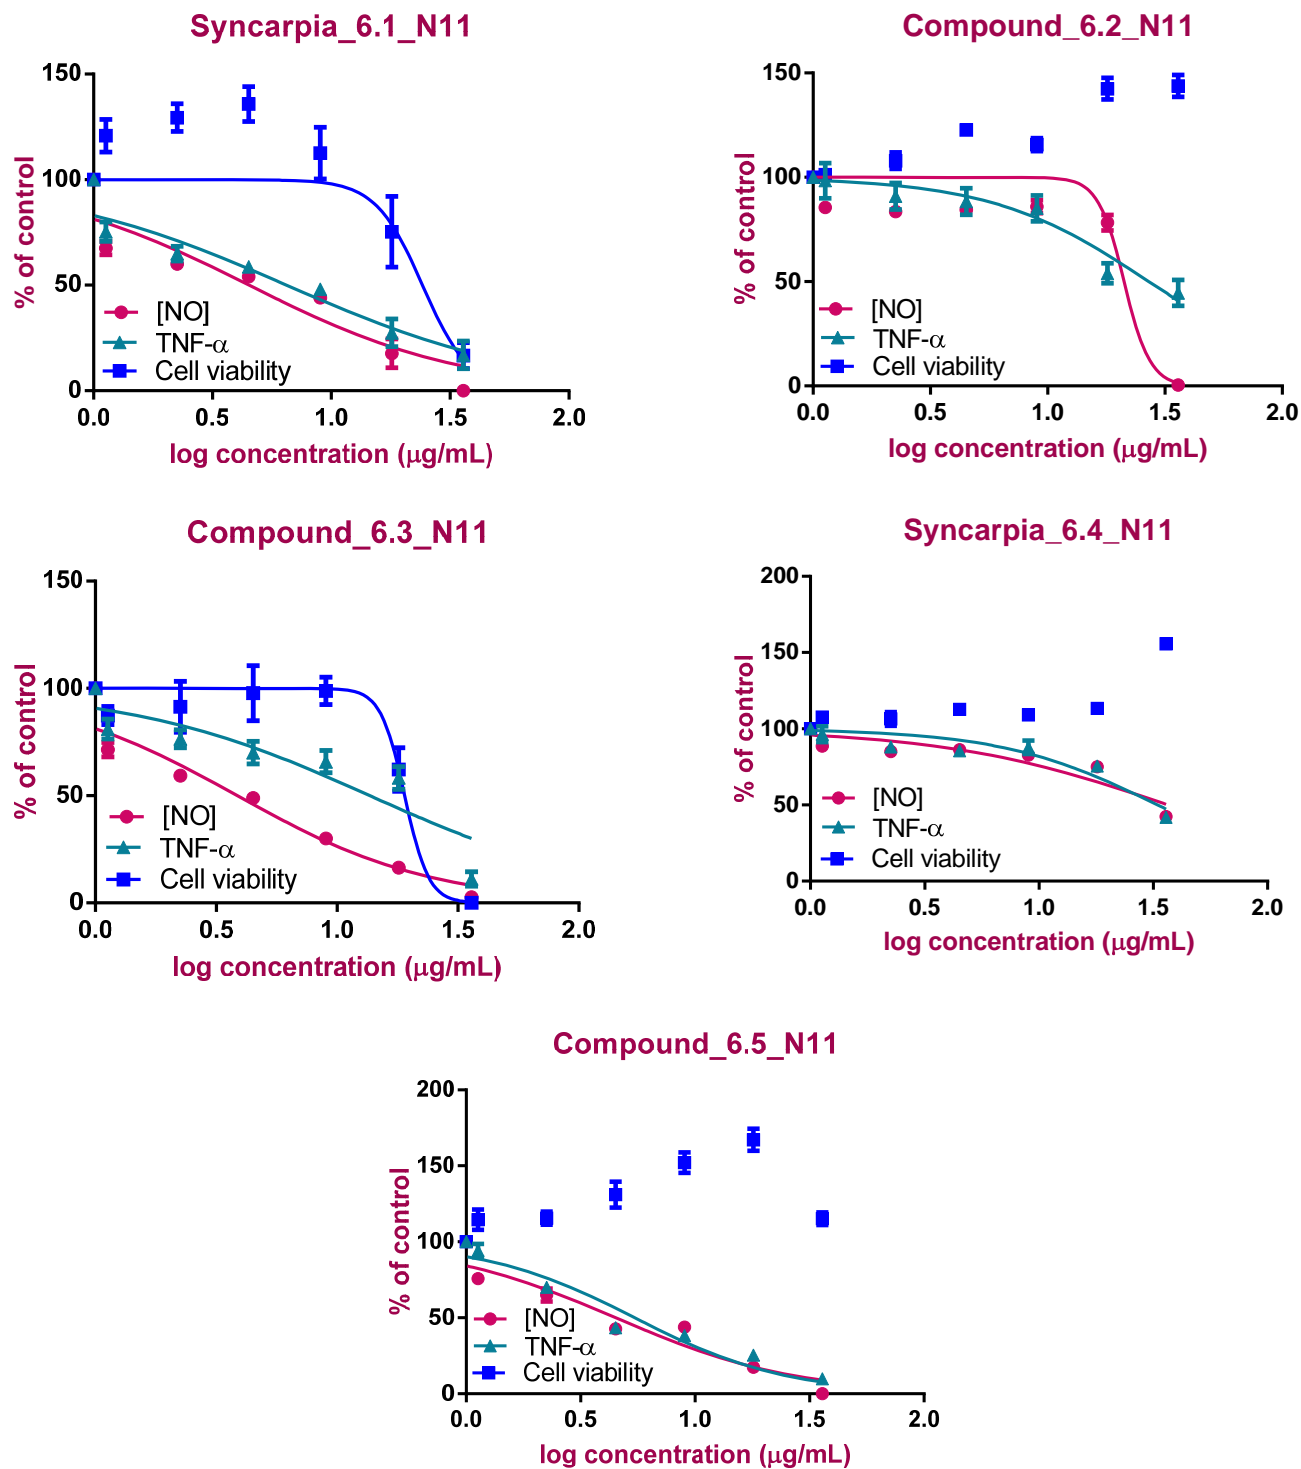 Syncarpia_6.1_N11
150
100
50
0
% of control
[NO]
TNF-α
Cell viability
0.0 0.5 1.0 1.5 2.0
log concentration (μg/mL)
Compound_6.2_N11
150
100
50
0
% of control
[NO]
TNF-α
Cell viability
0.0 0.5 1.0 1.5 2.0
log concentration (μg/mL)
Compound_6.3_N11
150
100
50
0
% of control
[NO]
TNF-α
Cell viability
0.0 0.5 1.0 1.5 2.0
log concentration (μg/mL)
Syncarpia_6.4_N11
200
150
100
50
0
% of control
[NO]
TNF-α
Cell viability
0.0 0.5 1.0 1.5 2.0
log concentration (μg/mL)
Compound_6.5_N11
200
150
100
50
0
% of control
[NO]
TNF-α
Cell viability
0.0 0.5 1.0 1.5 2.0
log concentration (μg/mL)